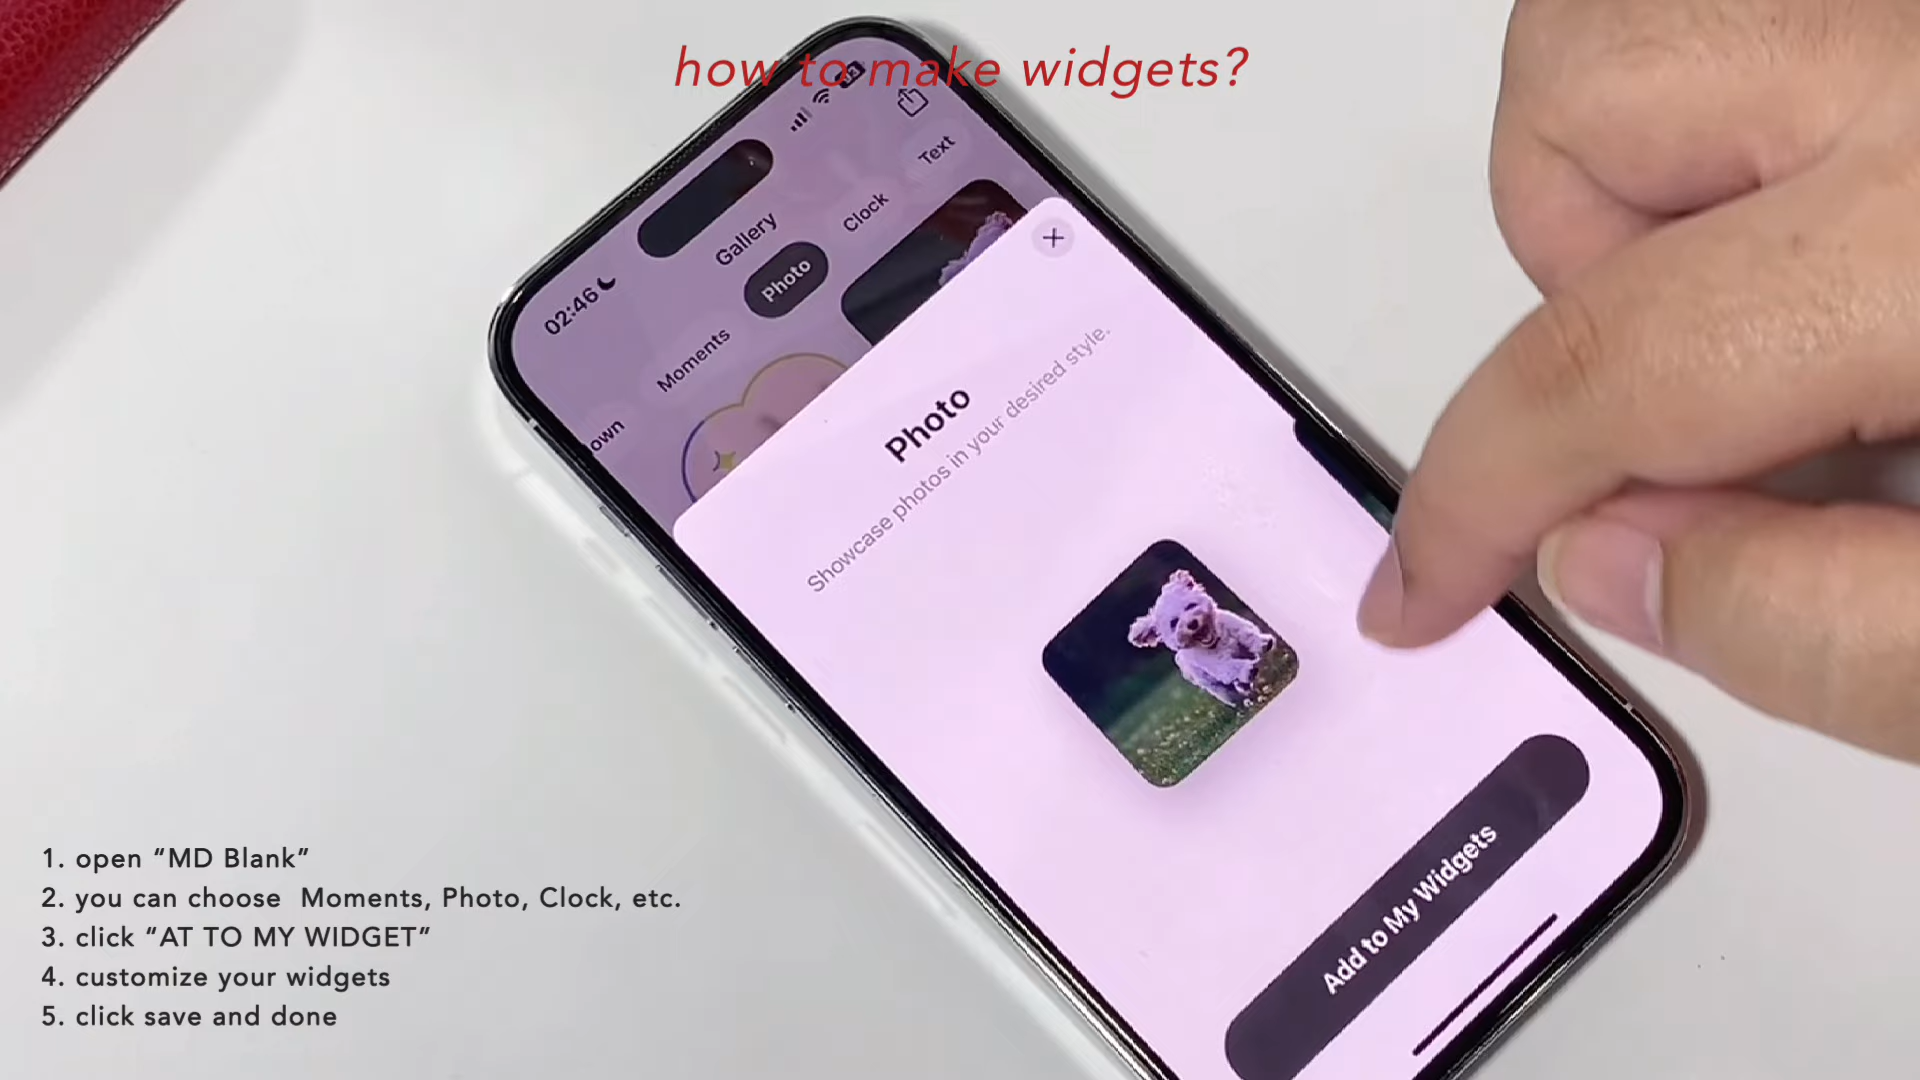 how to make widgets?
02:46
Gallery
Text
Clock
Photo
Moments
own
Photo
Showcase photos in your desired style.
Add to My Widgets
1. open “MD Blank”
2. you can choose  Moments, Photo, Clock, etc.
3. click “AT TO MY WIDGET”
4. customize your widgets
5. click save and done